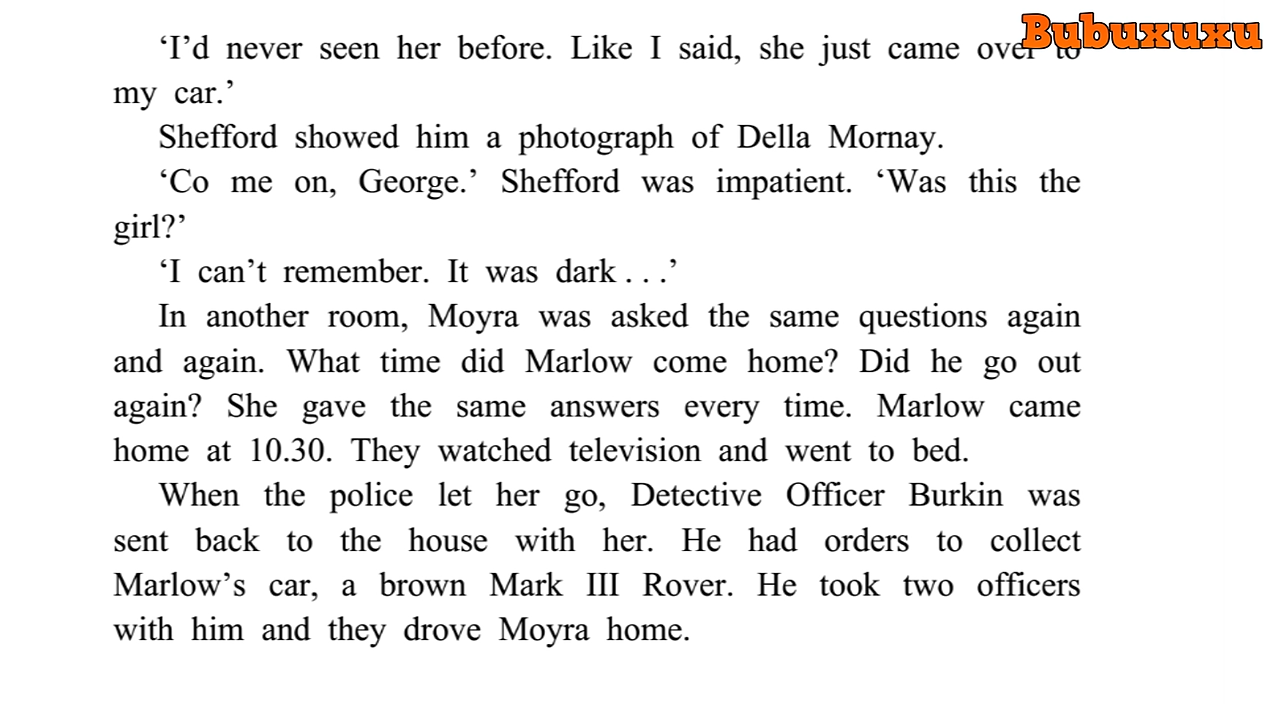 Bubuxuxu
‘I’d never seen her before. Like I said, she just came over to
my car.’
Shefford showed him a photograph of Della Mornay.
‘Co me on, George.’ Shefford was impatient. ‘Was this the
girl?’
‘I can’t remember. It was dark . . .’
In another room, Moyra was asked the same questions again
and again. What time did Marlow come home? Did he go out
again? She gave the same answers every time. Marlow came
home at 10.30. They watched television and went to bed.
When the police let her go, Detective Officer Burkin was
sent back to the house with her. He had orders to collect
Marlow’s car, a brown Mark III Rover. He took two officers
with him and they drove Moyra home.